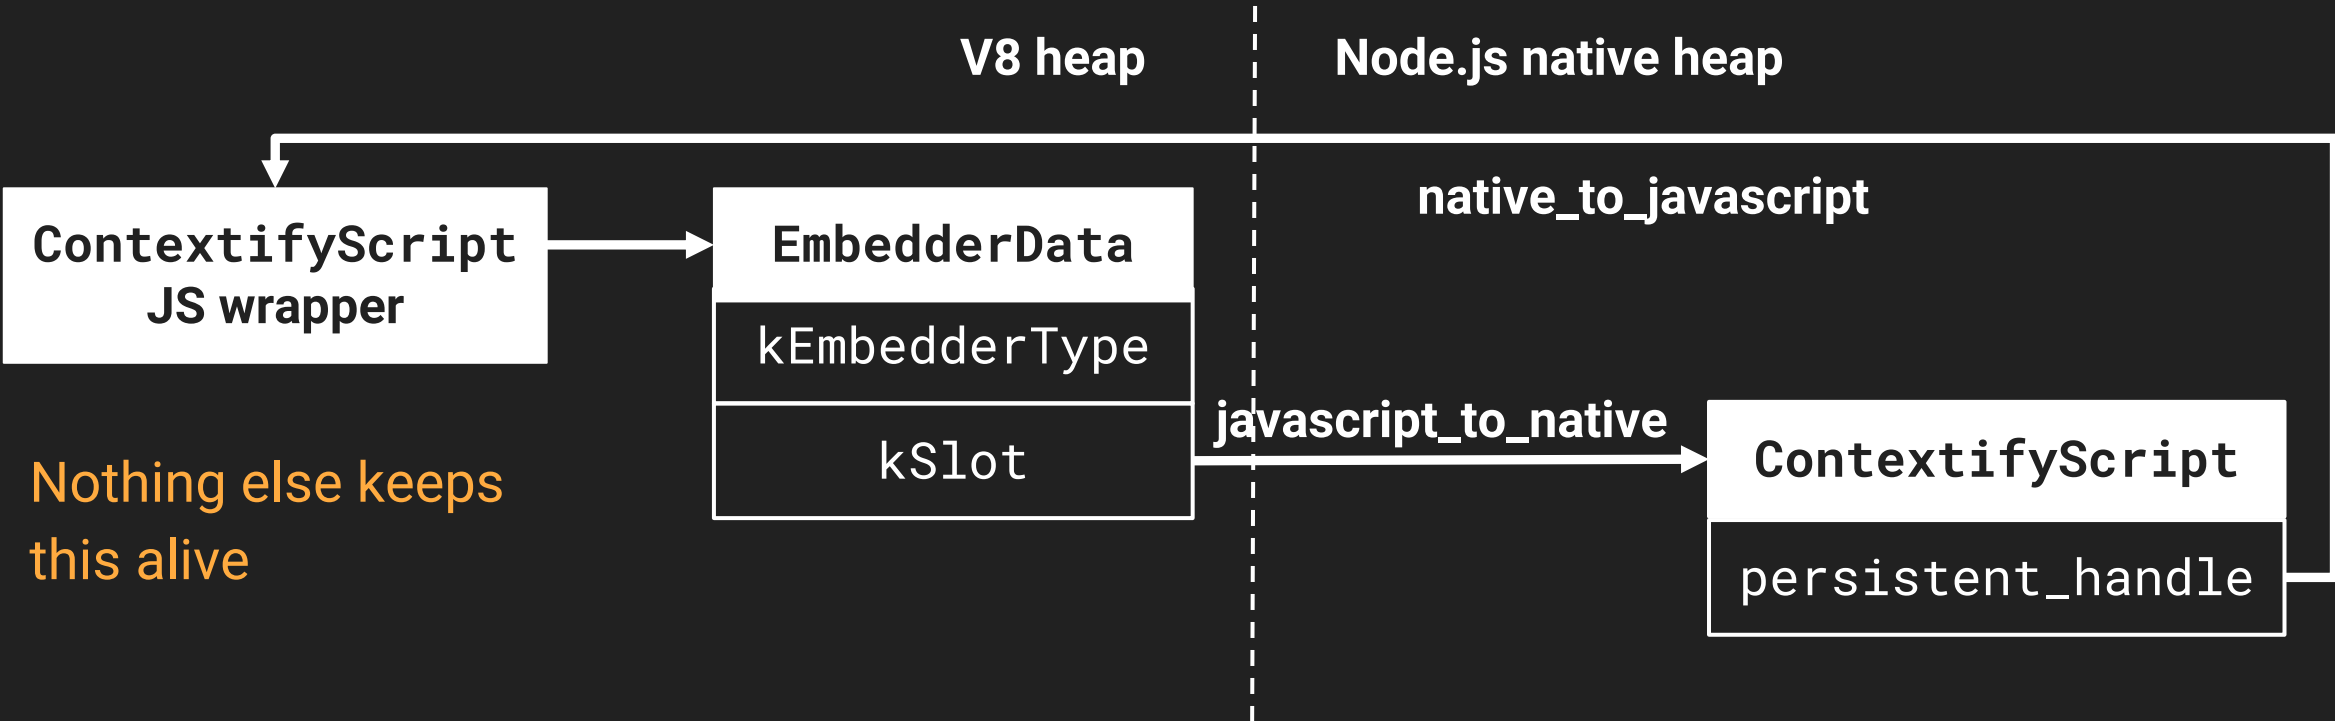 V8 heap
Node.js native heap
native_to_javascript
ContextifyScript
JS wrapper
EmbedderData
kEmbedderType
kSlot
javascript_to_native
ContextifyScript
persistent_handle
Nothing else keeps
this alive